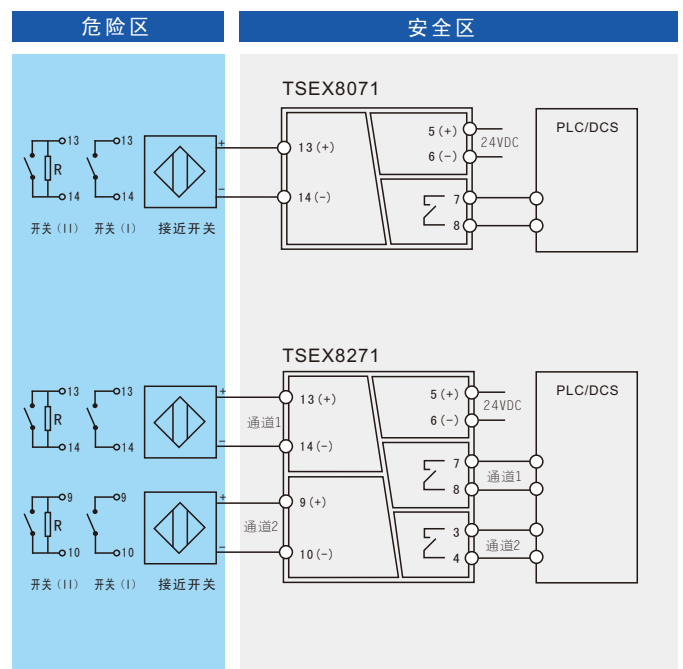 危险区
安全区
TSEX8071
13 13 + 13(+) 5(+) 24VDC PLC/DCS
R 6(-)
14 14 - 14(-) 7
8
开关(II) 开关(I) 接近开关
TSEX8271
13 13 + 13(+) 5(+) 24VDC PLC/DCS
R 通道1 6(-)
14 14 - 14(-) 7 通道1
8
9 9 + 9(+)
R 通道2 3 通道2
10 10 - 10(-) 4
开关(II) 开关(I) 接近开关